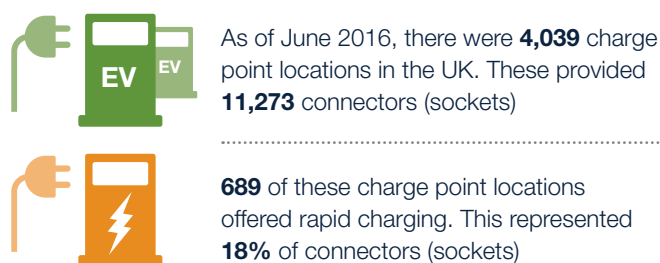 EV
EV
As of June 2016, there were 4,039 charge
point locations in the UK. These provided
11,273 connectors (sockets)
689 of these charge point locations
offered rapid charging. This represented
18% of connectors (sockets)